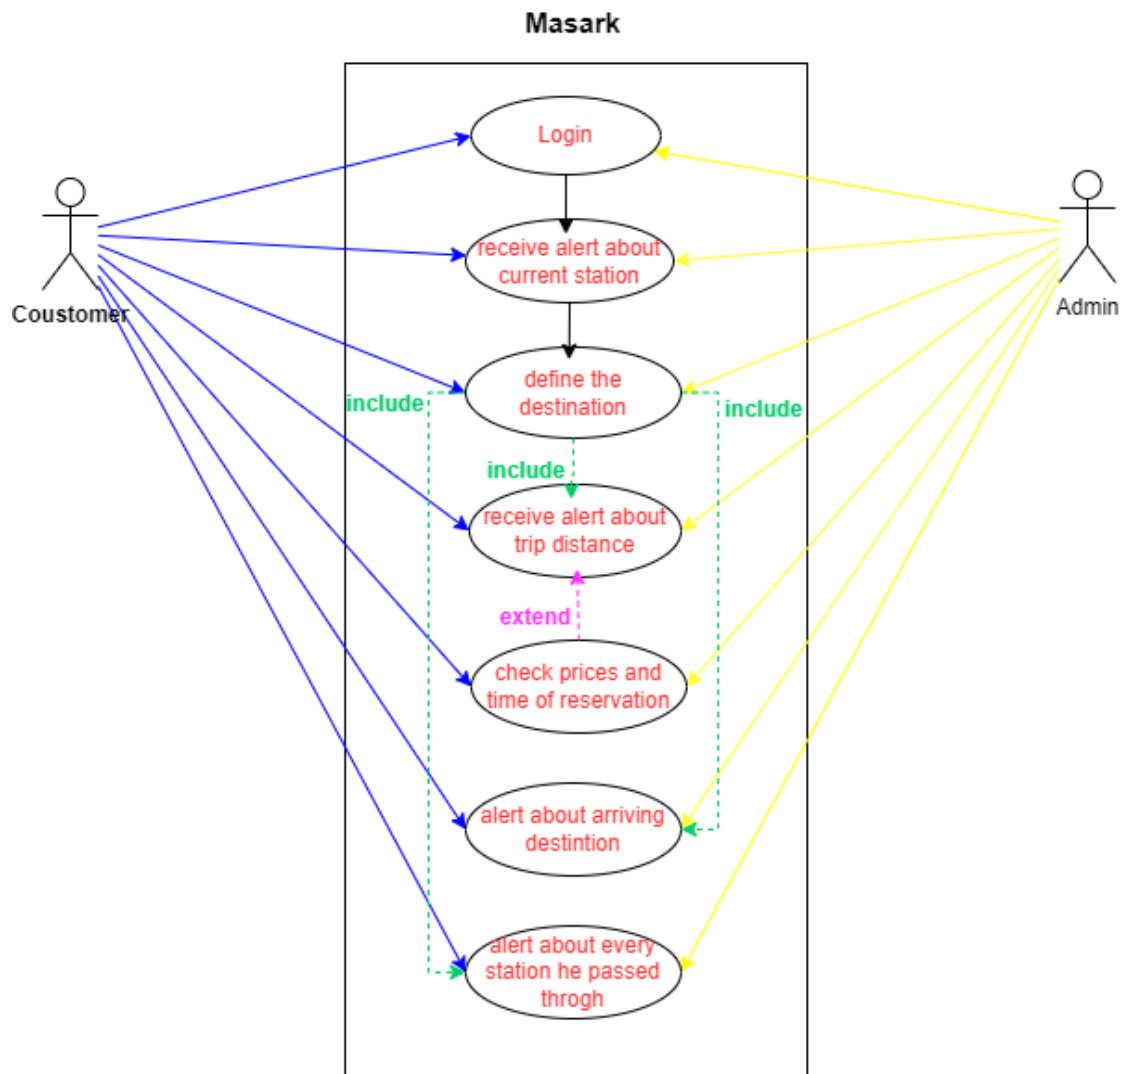 Masark
Login
receive alert about
current station
Coustomer
Admin
define the
destination
include
include
include
receive alert about
trip distance
extend
check prices and
time of reservation
alert about arriving
destintion
alert about every
station he passed
throgh